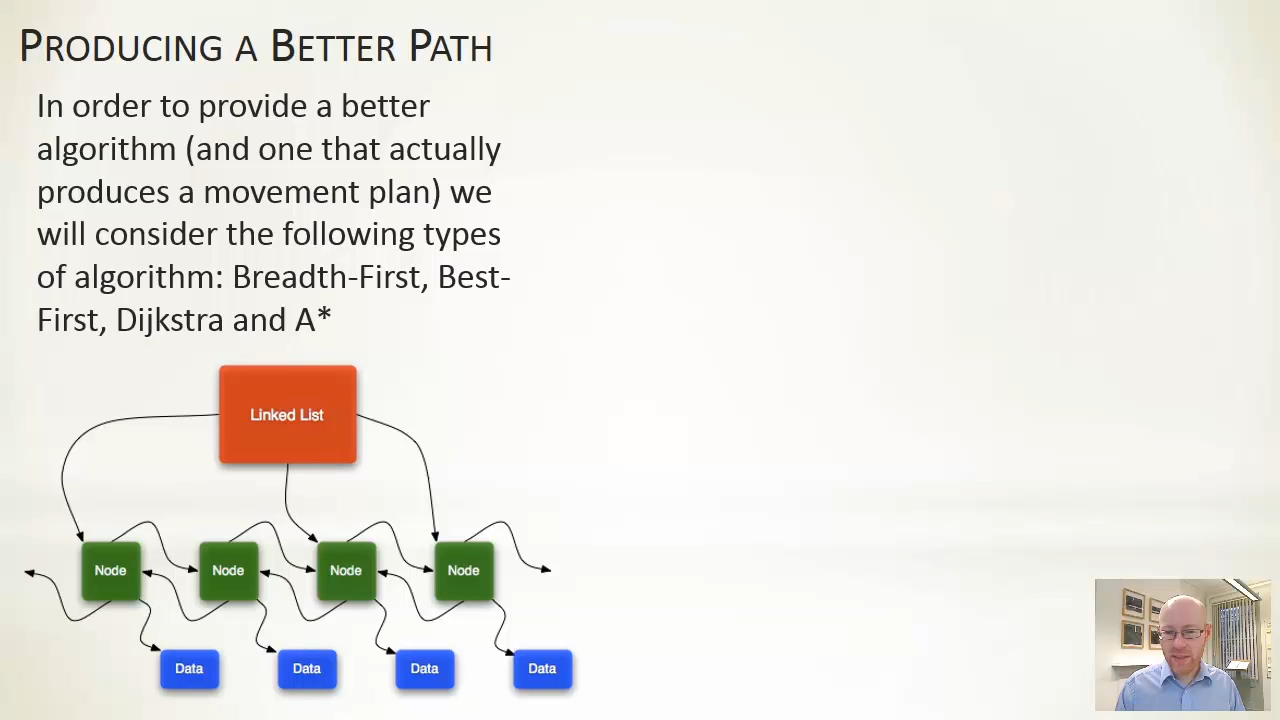 PRODUCING A BETTER PATH
In order to provide a better
algorithm (and one that actually
produces a movement plan) we
will consider the following types
of algorithm: Breadth-First, Best-
First, Dijkstra and A*
Linked List
Node Node Node Node
Data Data Data Data